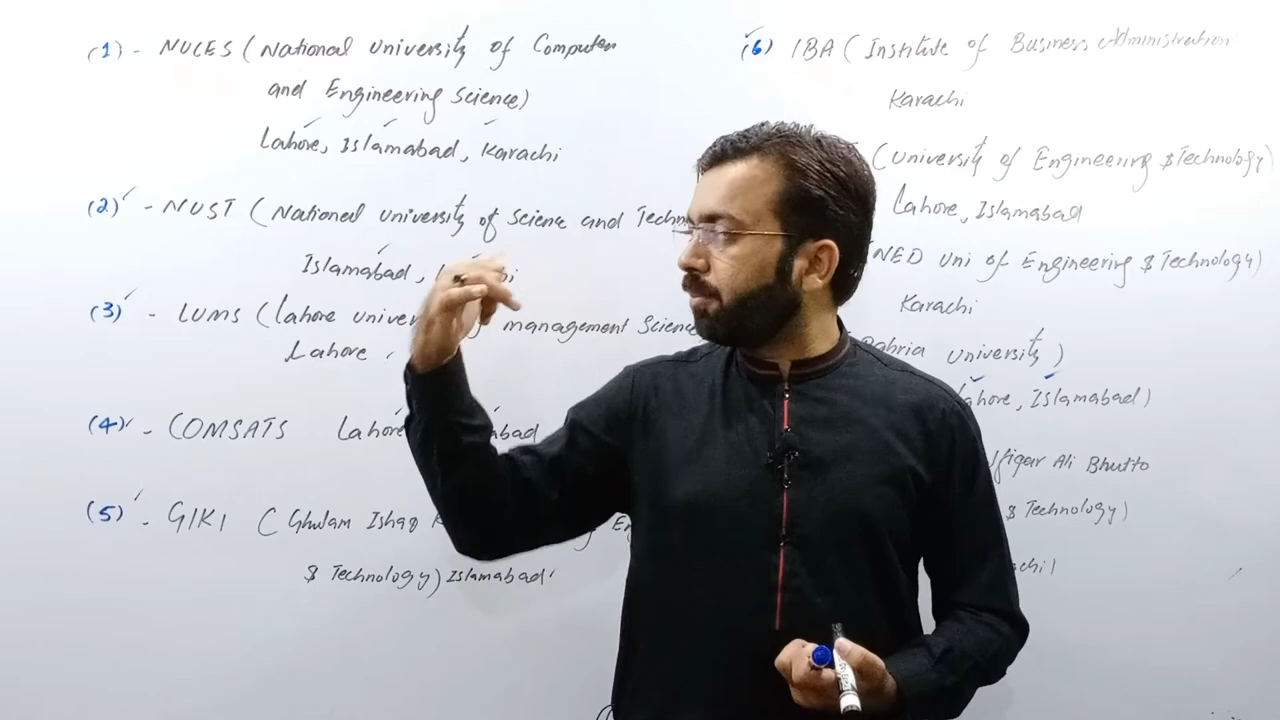 (1) - NUCES (National University of Computer
and Engineering Science)
Lahore, Islamabad, Karachi
(2) - NUST (National University of Science and Techn
Islamabad,
(3) - LUMS (Lahore univer management Science
Lahore
(4) - COMSATS Lahore
(5) - GIKI (Ghulam Ishaq
$ Technology) Islamabad
(6) IBA (Institute of Business Administration
Karachi
(University of Engineering $ Technology)
Lahore, Islamabad
NED Uni of Engineering $ Technology)
Karachi
Bahria University)
Lahore, Islamabad)
Ali Bhutto
$ Technology)